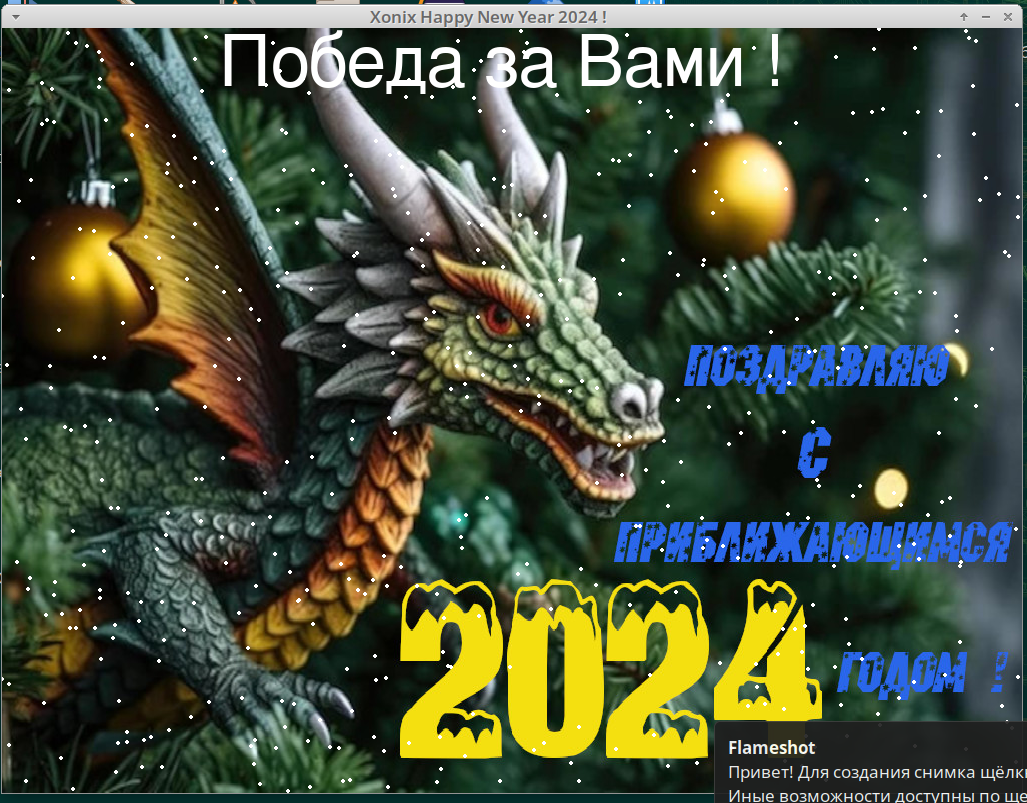 Xonix Happy New Year 2024 !
Победа за Вами !
ПОЗДРАВЛЯЮ
С
ПРИБЛИЖАЮЩИМСЯ
2024
ГОДОМ !
Flameshot
Привет! Для создания снимка щёлк
Иные возможности доступны по ще